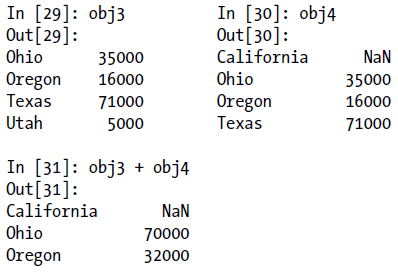 In [29]: obj3
Out[29]:
Ohio 35000
Oregon 16000
Texas 71000
Utah 5000
In [30]: obj4
Out[30]:
California NaN
Ohio 35000
Oregon 16000
Texas 71000
In [31]: obj3 + obj4
Out[31]:
California NaN
Ohio 70000
Oregon 32000